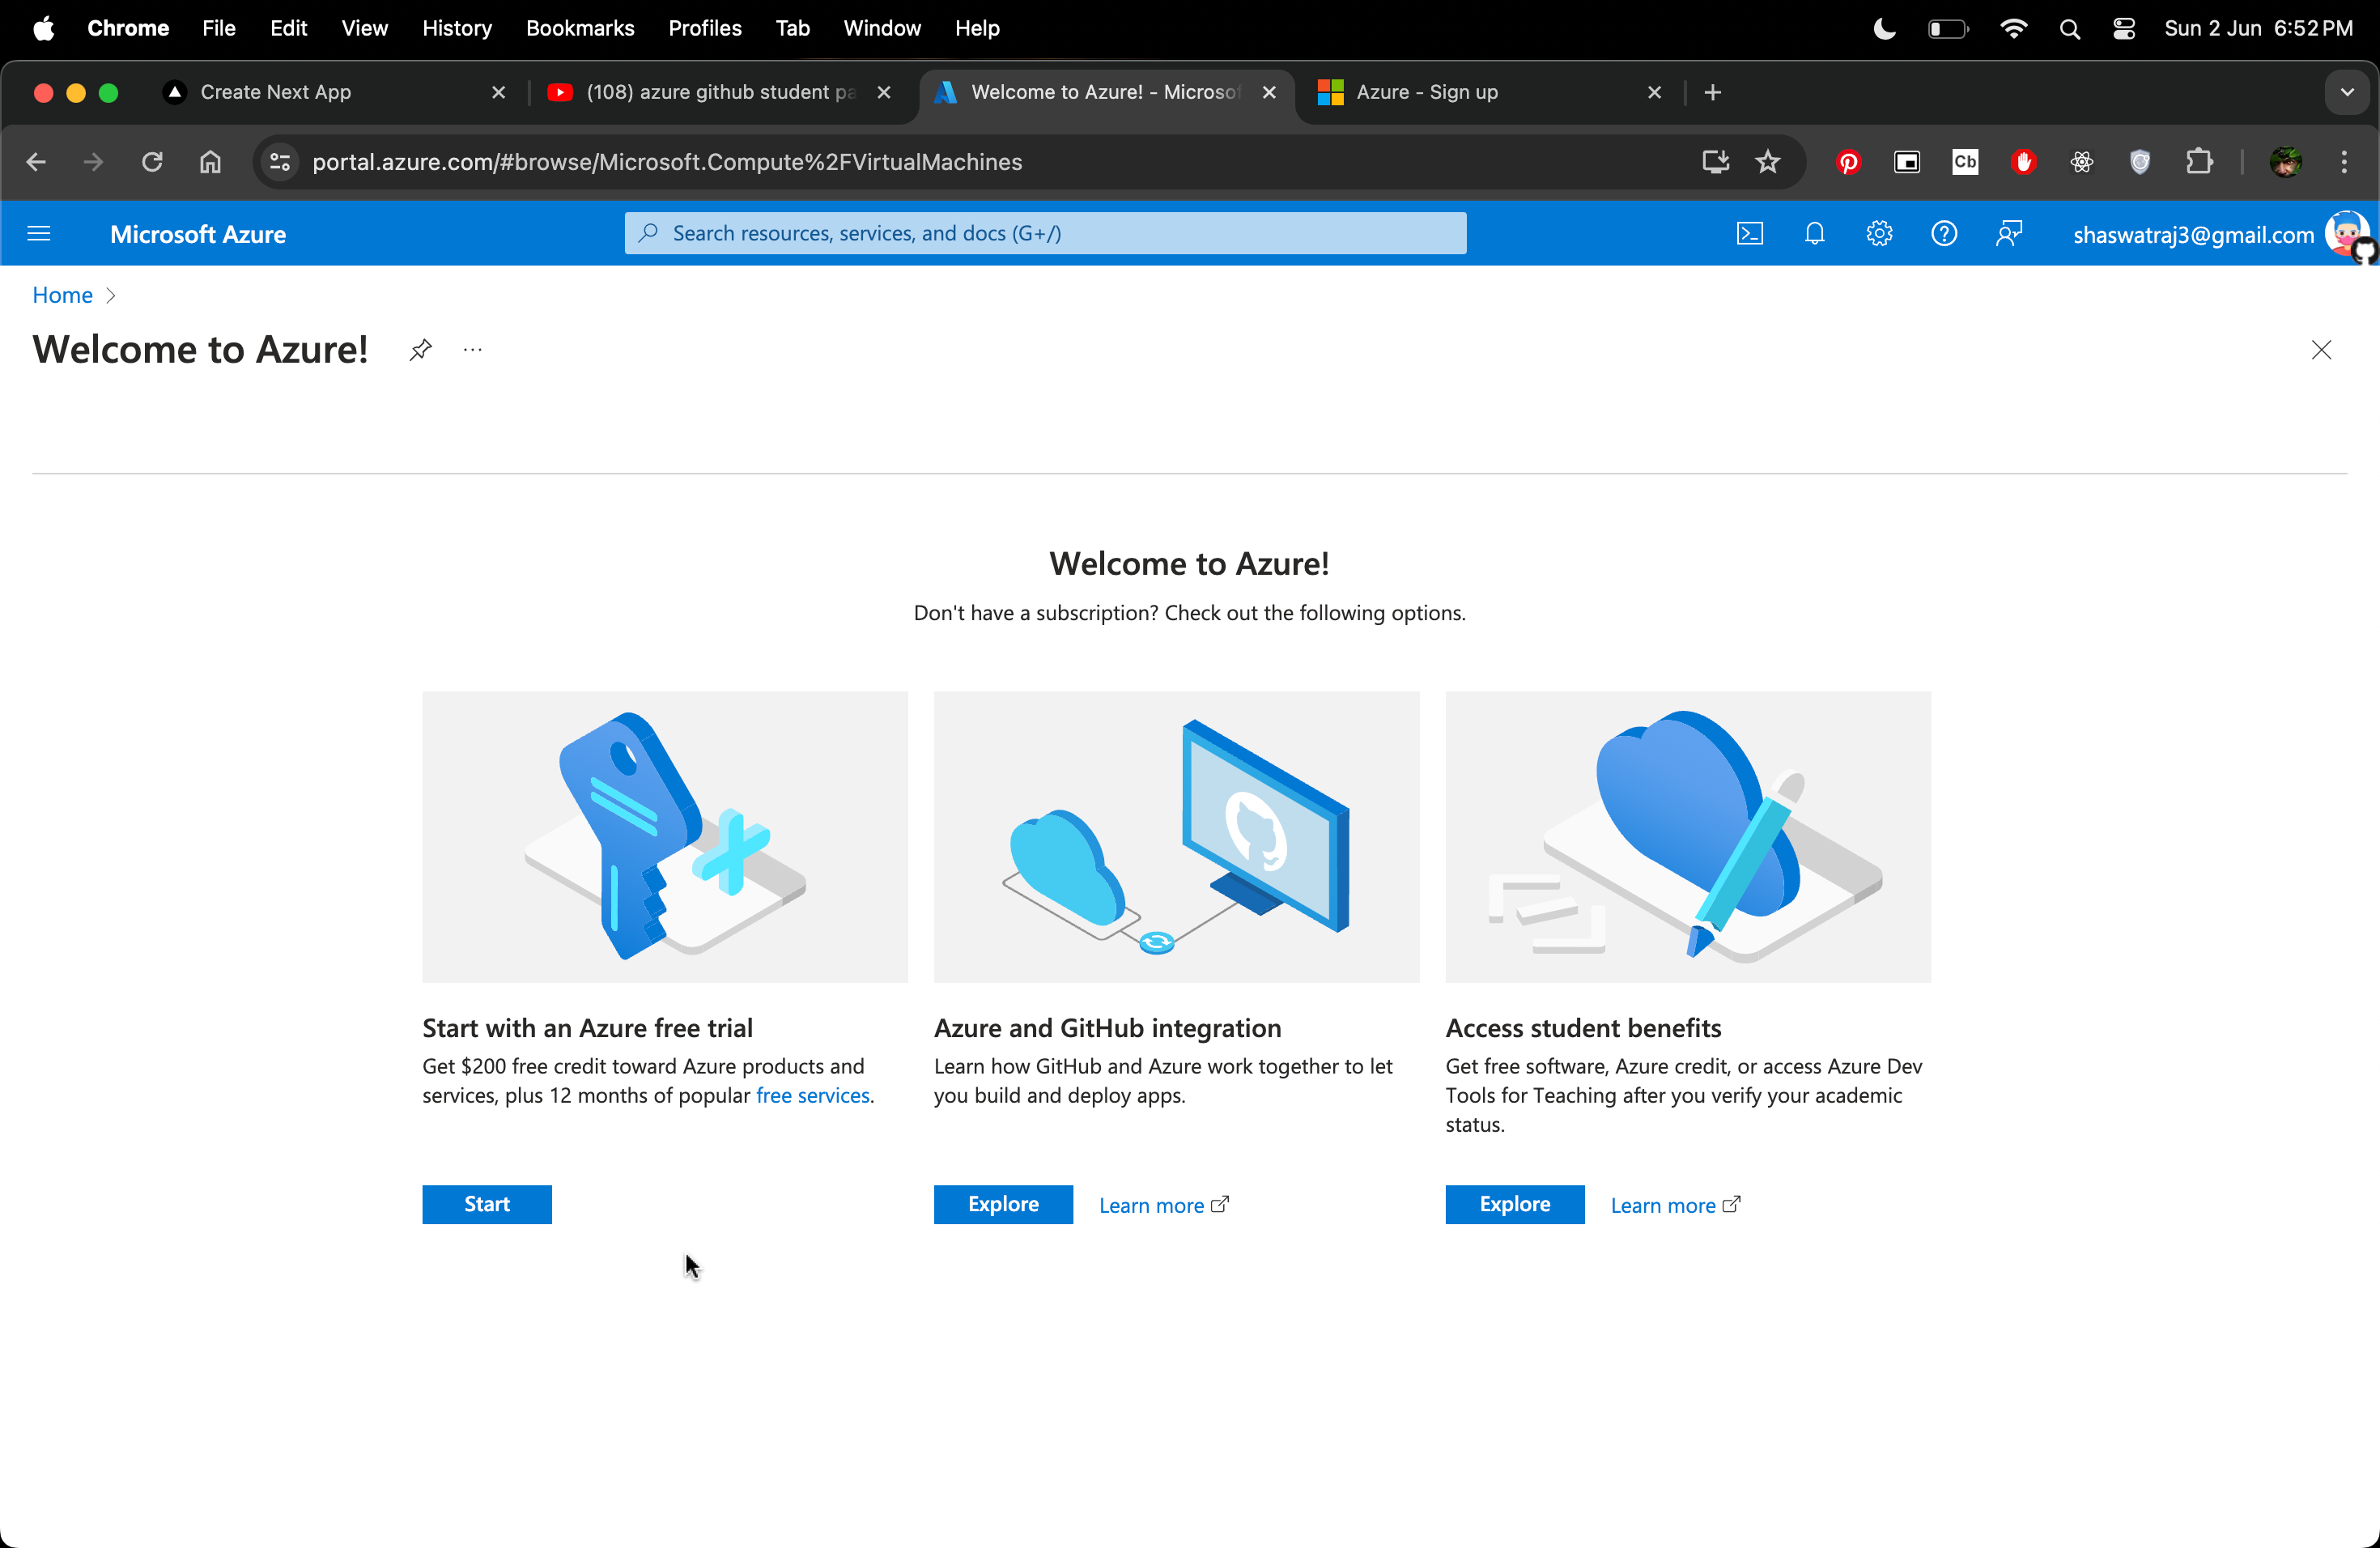 Chrome File Edit View History Bookmarks Profiles Tab Window Help Sun 2 Jun 6:52 PM
Create Next App (108) azure github student pa Welcome to Azure! - Microsof Azure - Sign up
portal.azure.com/#browse/Microsoft.Compute%2FVirtualMachines Cb
Microsoft Azure Search resources, services, and docs (G+/) shaswatraj3@gmail.com
Home
Welcome to Azure!
Welcome to Azure!
Don't have a subscription? Check out the following options.
Start with an Azure free trial
Get $200 free credit toward Azure products and
services, plus 12 months of popular free services.
Start
Azure and GitHub integration
Learn how GitHub and Azure work together to let
you build and deploy apps.
Explore Learn more
Access student benefits
Get free software, Azure credit, or access Azure Dev
Tools for Teaching after you verify your academic
status.
Explore Learn more